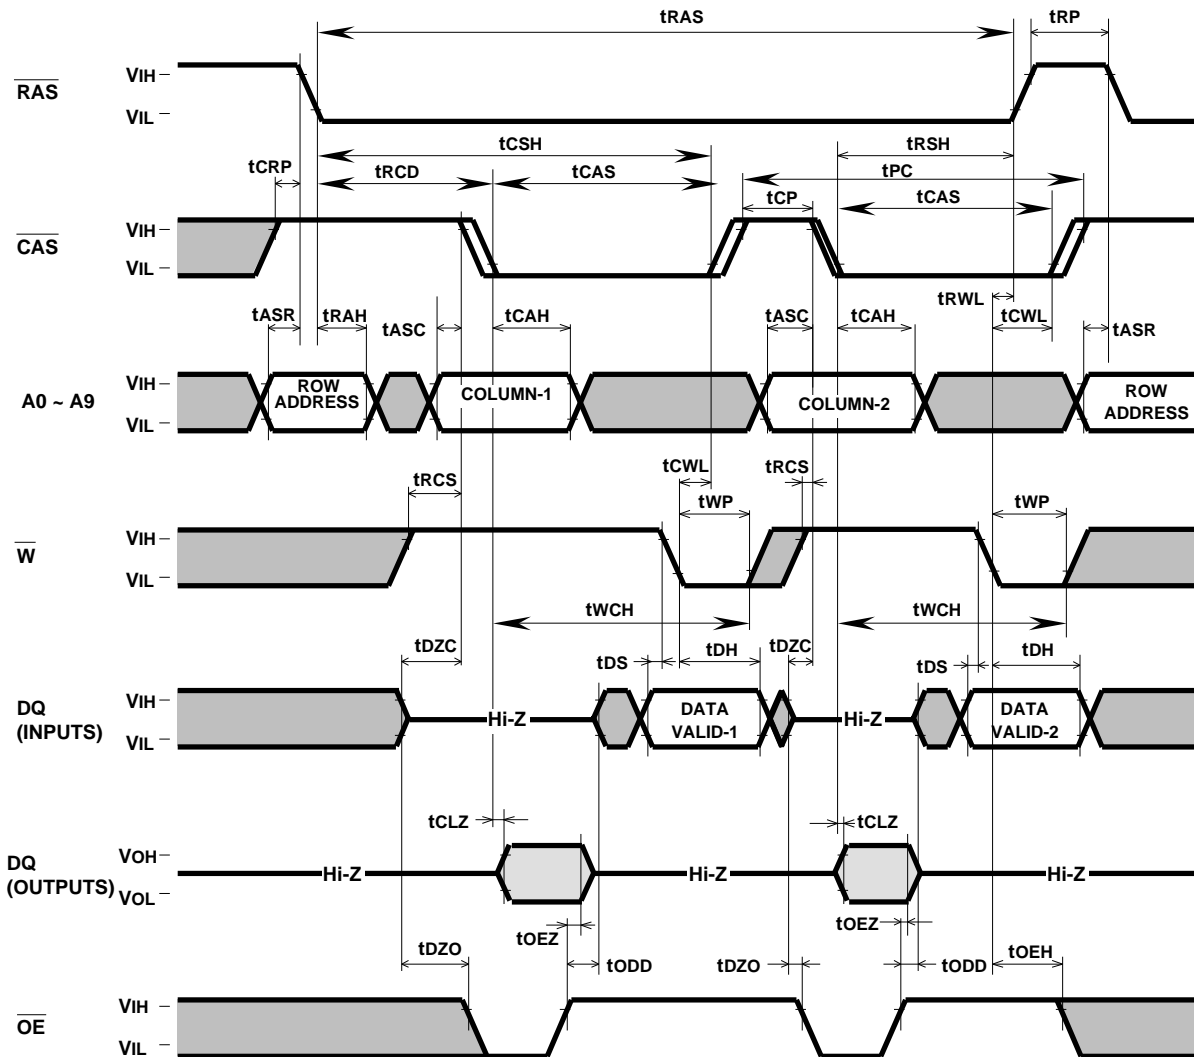 tRAS tRP
RAS VIH
VIL
tCSH tRSH
tCRP tRCD tCAS tPC
tCP tCAS
CAS VIH
VIL
tRWL
tASR tRAH tASC tCAH tASC tCAH tCWL tASR
A0 ~ A9 VIH ROW ADDRESS COLUMN-1 COLUMN-2 ROW ADDRESS
VIL
tCWL tRCS
tRCS tWP tWP
W VIH
VIL
tWCH tWCH
tDZC tDS tDH tDZC tDS tDH
DQ (INPUTS) VIH Hi-Z DATA VALID-1 Hi-Z DATA VALID-2
VIL
tCLZ tCLZ
DQ (OUTPUTS) VOH Hi-Z Hi-Z Hi-Z
VOL
tOEZ tOEZ
tDZO tODD tDZO tODD tOEH
OE VIH
VIL